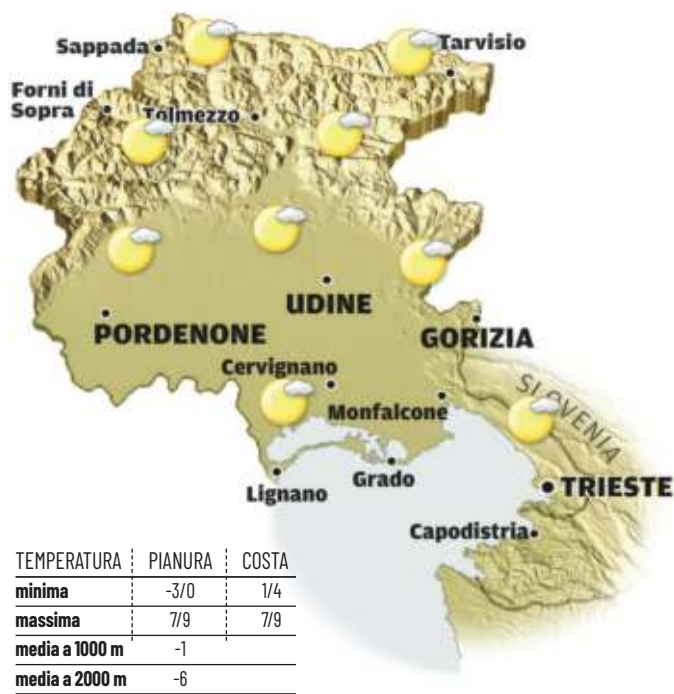 Sappada
Tarvisio
Forni di
Sopra
Tolmezzo
UDINE
PORDENONE
GORIZIA
Cervignano
SLOVENIA
Monfalcone
Lignano
Grado
TRIESTE
Capodistria
TEMPERATURA PIANURA COSTA
minima -3/0 1/4
massima 7/9 7/9
media a 1000 m -1
media a 2000 m -6